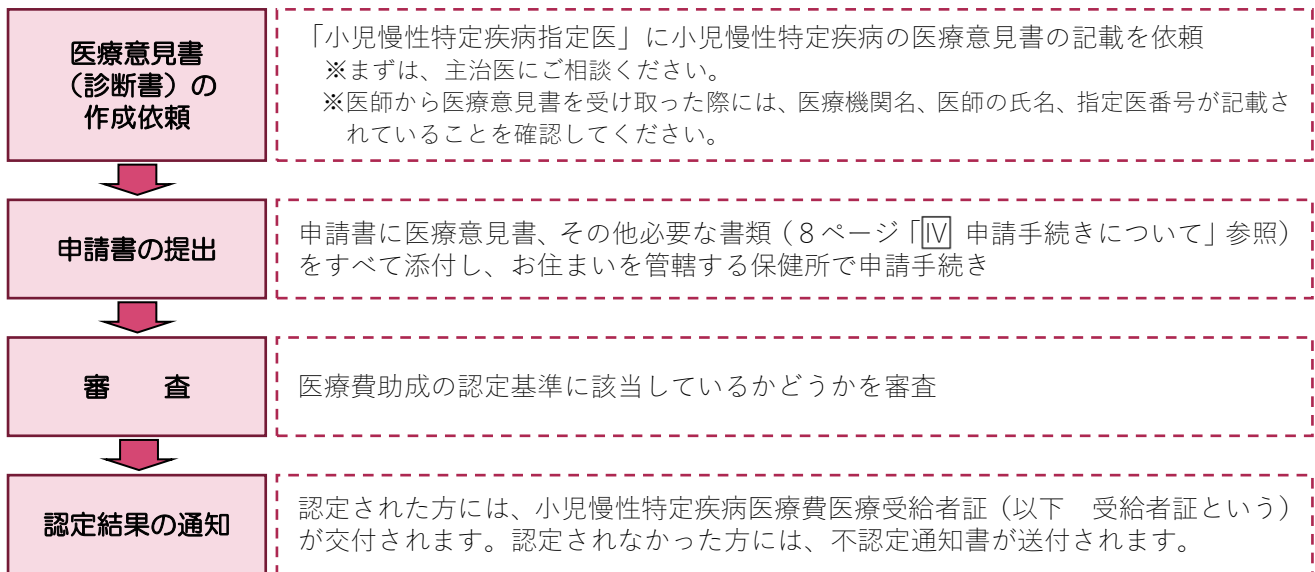 医療意見書
（診断書）の
作成依頼
「小児慢性特定疾病指定医」に小児慢性特定疾病の医療意見書の記載を依頼
※まずは、主治医にご相談ください。
※医師から医療意見書を受け取った際には、医療機関名、医師の氏名、指定医番号が記載さ
れていることを確認してください。
申請書の提出
申請書に医療意見書、その他必要な書類（８ページ「Ⅳ 申請手続きについて」参照）
をすべて添付し、お住まいを管轄する保健所で申請手続き
審　　査
医療費助成の認定基準に該当しているかどうかを審査
認定結果の通知
認定された方には、小児慢性特定疾病医療費医療受給者証（以下　受給者証という）
が交付されます。認定されなかった方には、不認定通知書が送付されます。